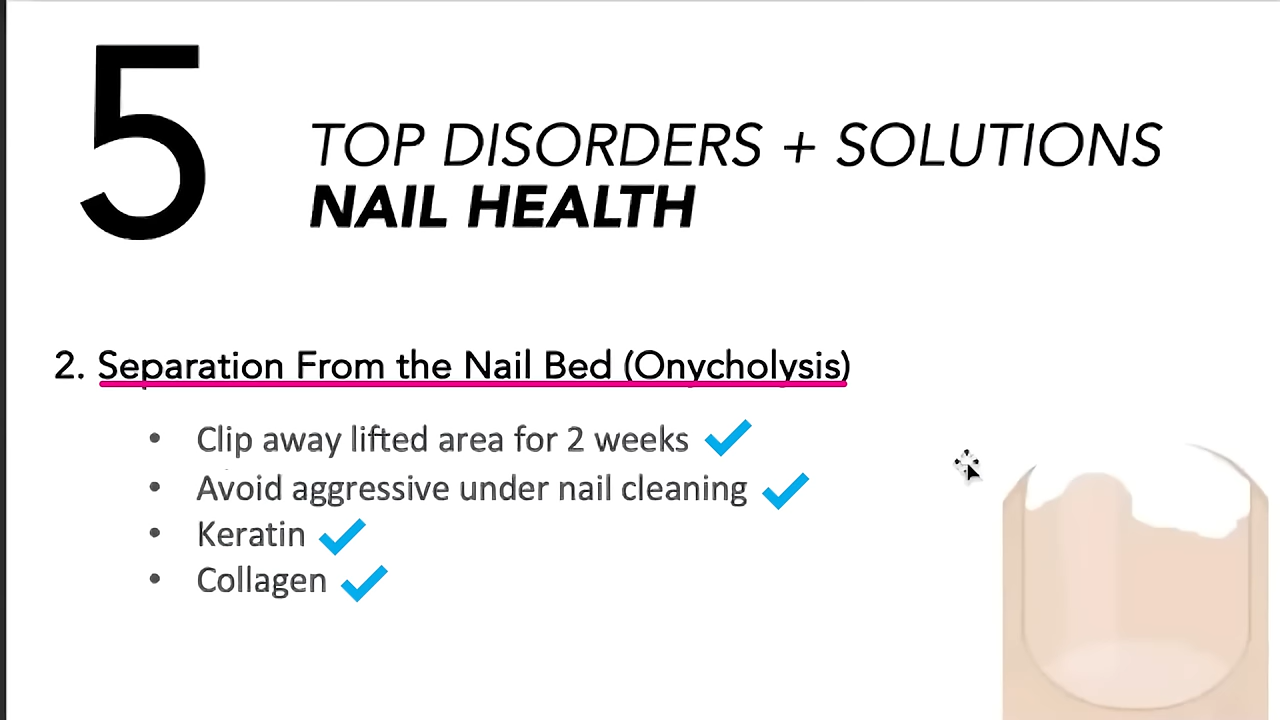 5
TOP DISORDERS + SOLUTIONS
NAIL HEALTH
2. Separation From the Nail Bed (Onycholysis)
• Clip away lifted area for 2 weeks
• Avoid aggressive under nail cleaning
• Keratin
• Collagen